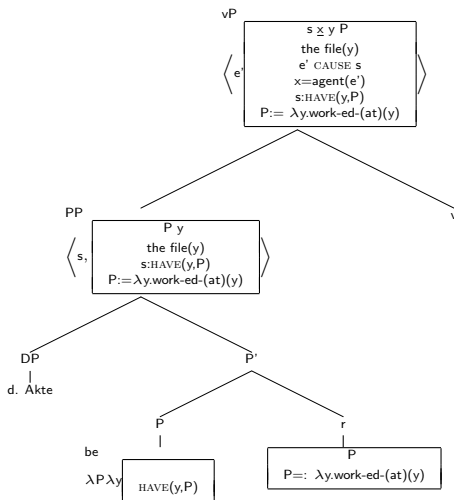 vP
s x y P
the file(y)
⟨e' e' CAUSE s ⟩
x=agent(e')
s:HAVE(y,P)
P:= λy.work-ed-(at)(y)
PP
v
P y
the file(y)
⟨s, s:HAVE(y,P) ⟩
P:=λy.work-ed-(at)(y)
DP P'
d. Akte
P r
be
λPλy HAVE(y,P)
P
P=: λy.work-ed-(at)(y)